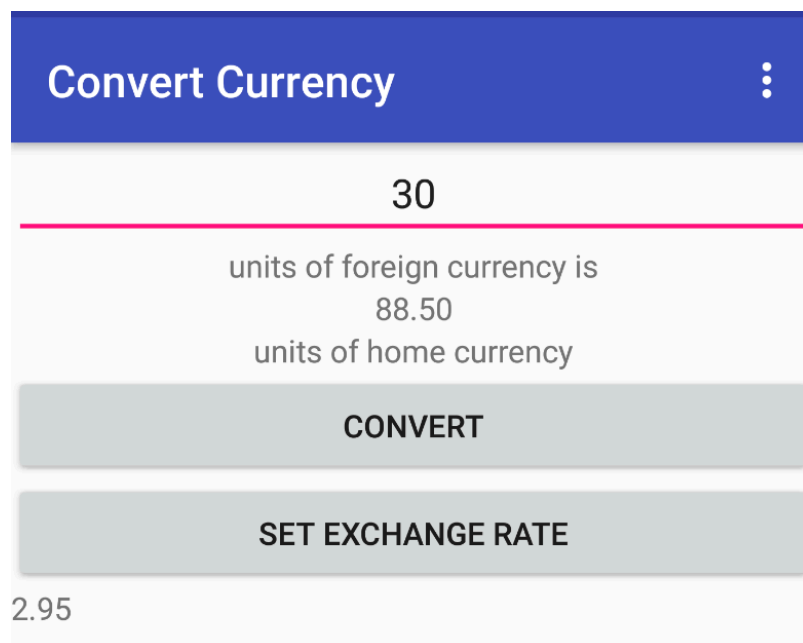 Convert Currency
30
units of foreign currency is
88.50
units of home currency
CONVERT
SET EXCHANGE RATE
2.95